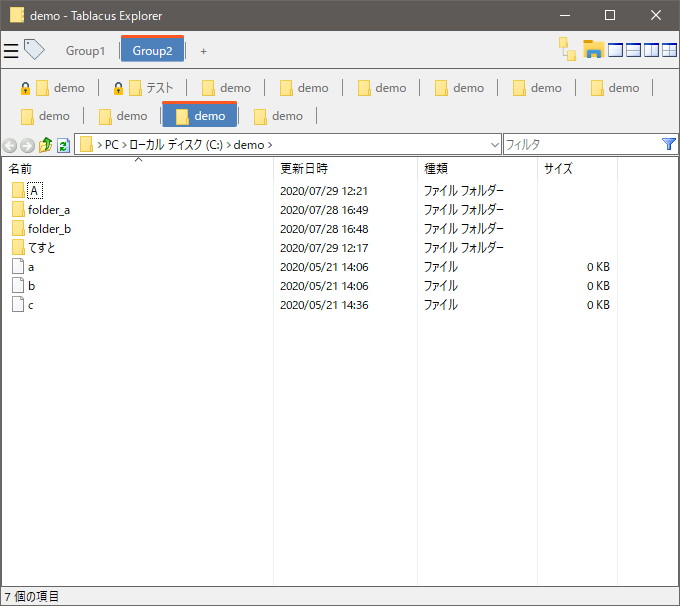 demo - Tablacus Explorer
Group1 Group2 +
demo テスト demo demo demo demo demo demo
demo demo demo demo
PC ローカル ディスク (C:) demo フィルタ
名前 更新日時 種類 サイズ
A 2020/07/29 12:21 ファイル フォルダー
folder_a 2020/07/28 16:49 ファイル フォルダー
folder_b 2020/07/28 16:48 ファイル フォルダー
てすと 2020/07/29 12:17 ファイル フォルダー
a 2020/05/21 14:06 ファイル 0 KB
b 2020/05/21 14:06 ファイル 0 KB
c 2020/05/21 14:36 ファイル 0 KB
7 個の項目